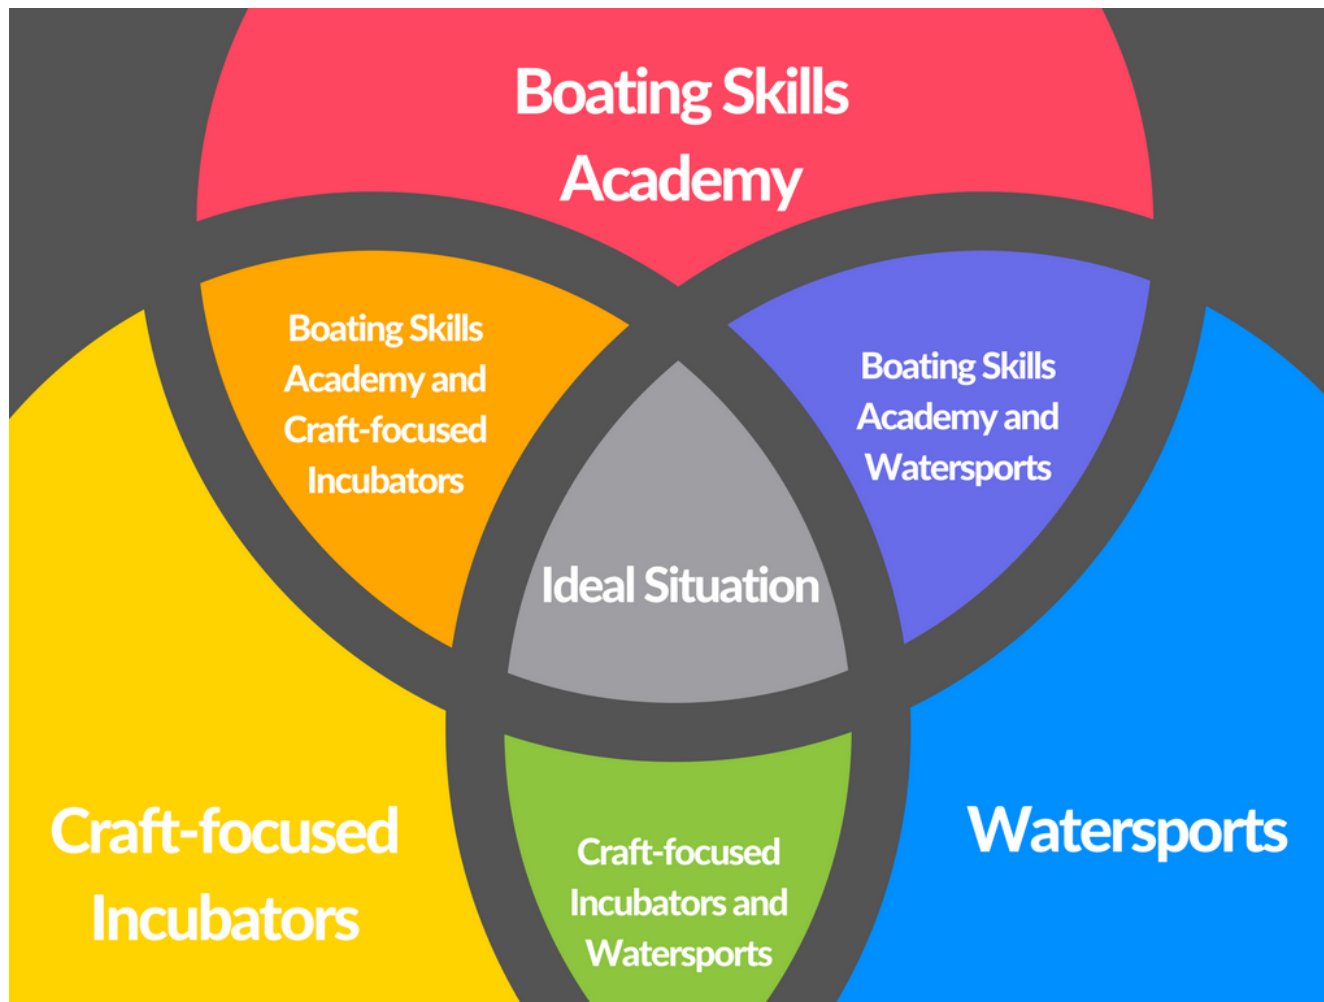 Boating Skills
Academy
Boating Skills
Academy and
Craft-focused
Incubators
Boating Skills
Academy and
Watersports
Ideal Situation
Craft-focused
Incubators
Craft-focused
Incubators and
Watersports
Watersports